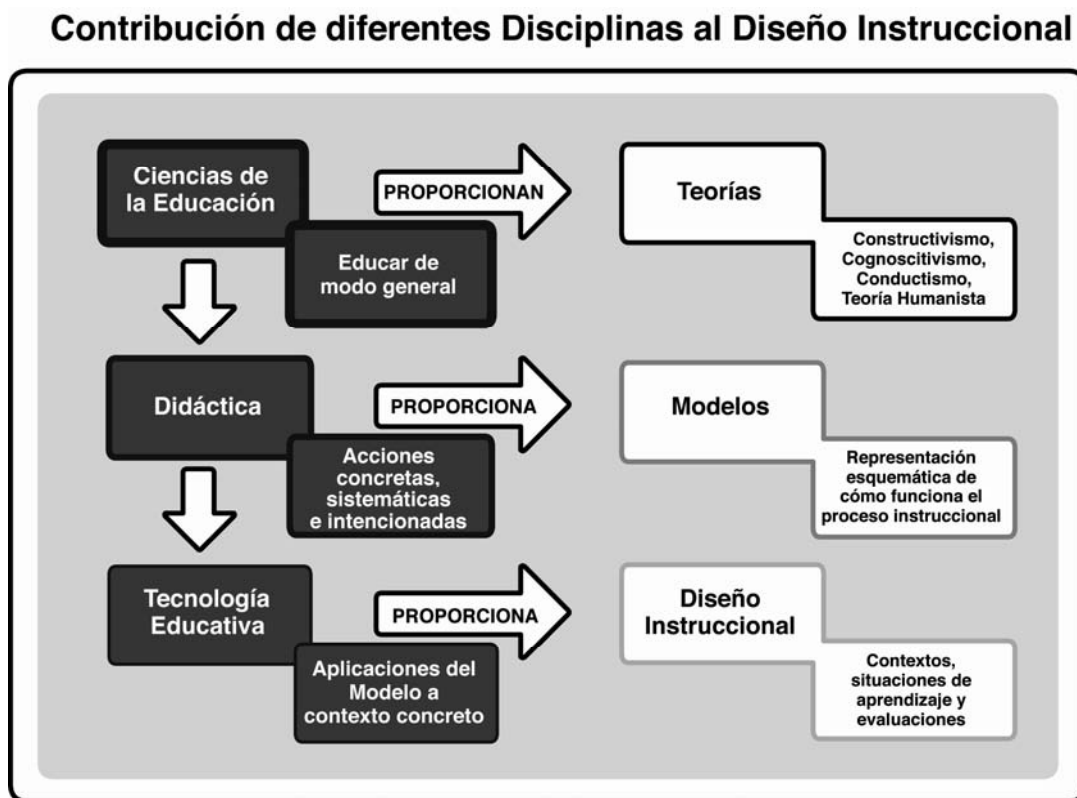 Contribución de diferentes Disciplinas al Diseño Instruccional
Ciencias de
la Educación
PROPORCIONAN
Teorías
Educar de
modo general
Constructivismo,
Cognoscitivismo,
Conductismo,
Teoría Humanista
Didáctica
PROPORCIONA
Modelos
Acciones
concretas,
sistemáticas
e intencionadas
Representación
esquemática de
cómo funciona el
proceso instruccional
Tecnología
Educativa
PROPORCIONA
Diseño
Instruccional
Aplicaciones del
Modelo a
contexto concreto
Contextos,
situaciones de
aprendizaje y
evaluaciones